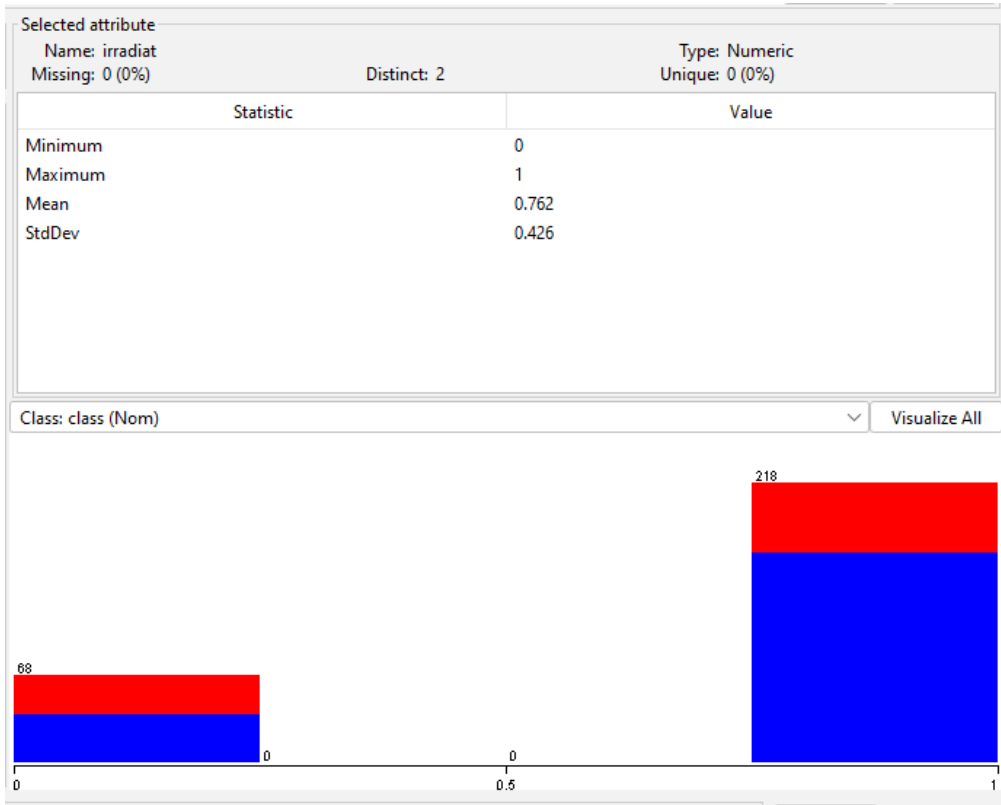 Selected attribute
Name: irradiat Type: Numeric
Missing: 0 (0%) Distinct: 2 Unique: 0 (0%)
Statistic Value
Minimum 0
Maximum 1
Mean 0.762
StdDev 0.426
Class: class (Nom) Visualize All
218
68
0 0
0 0.5 1